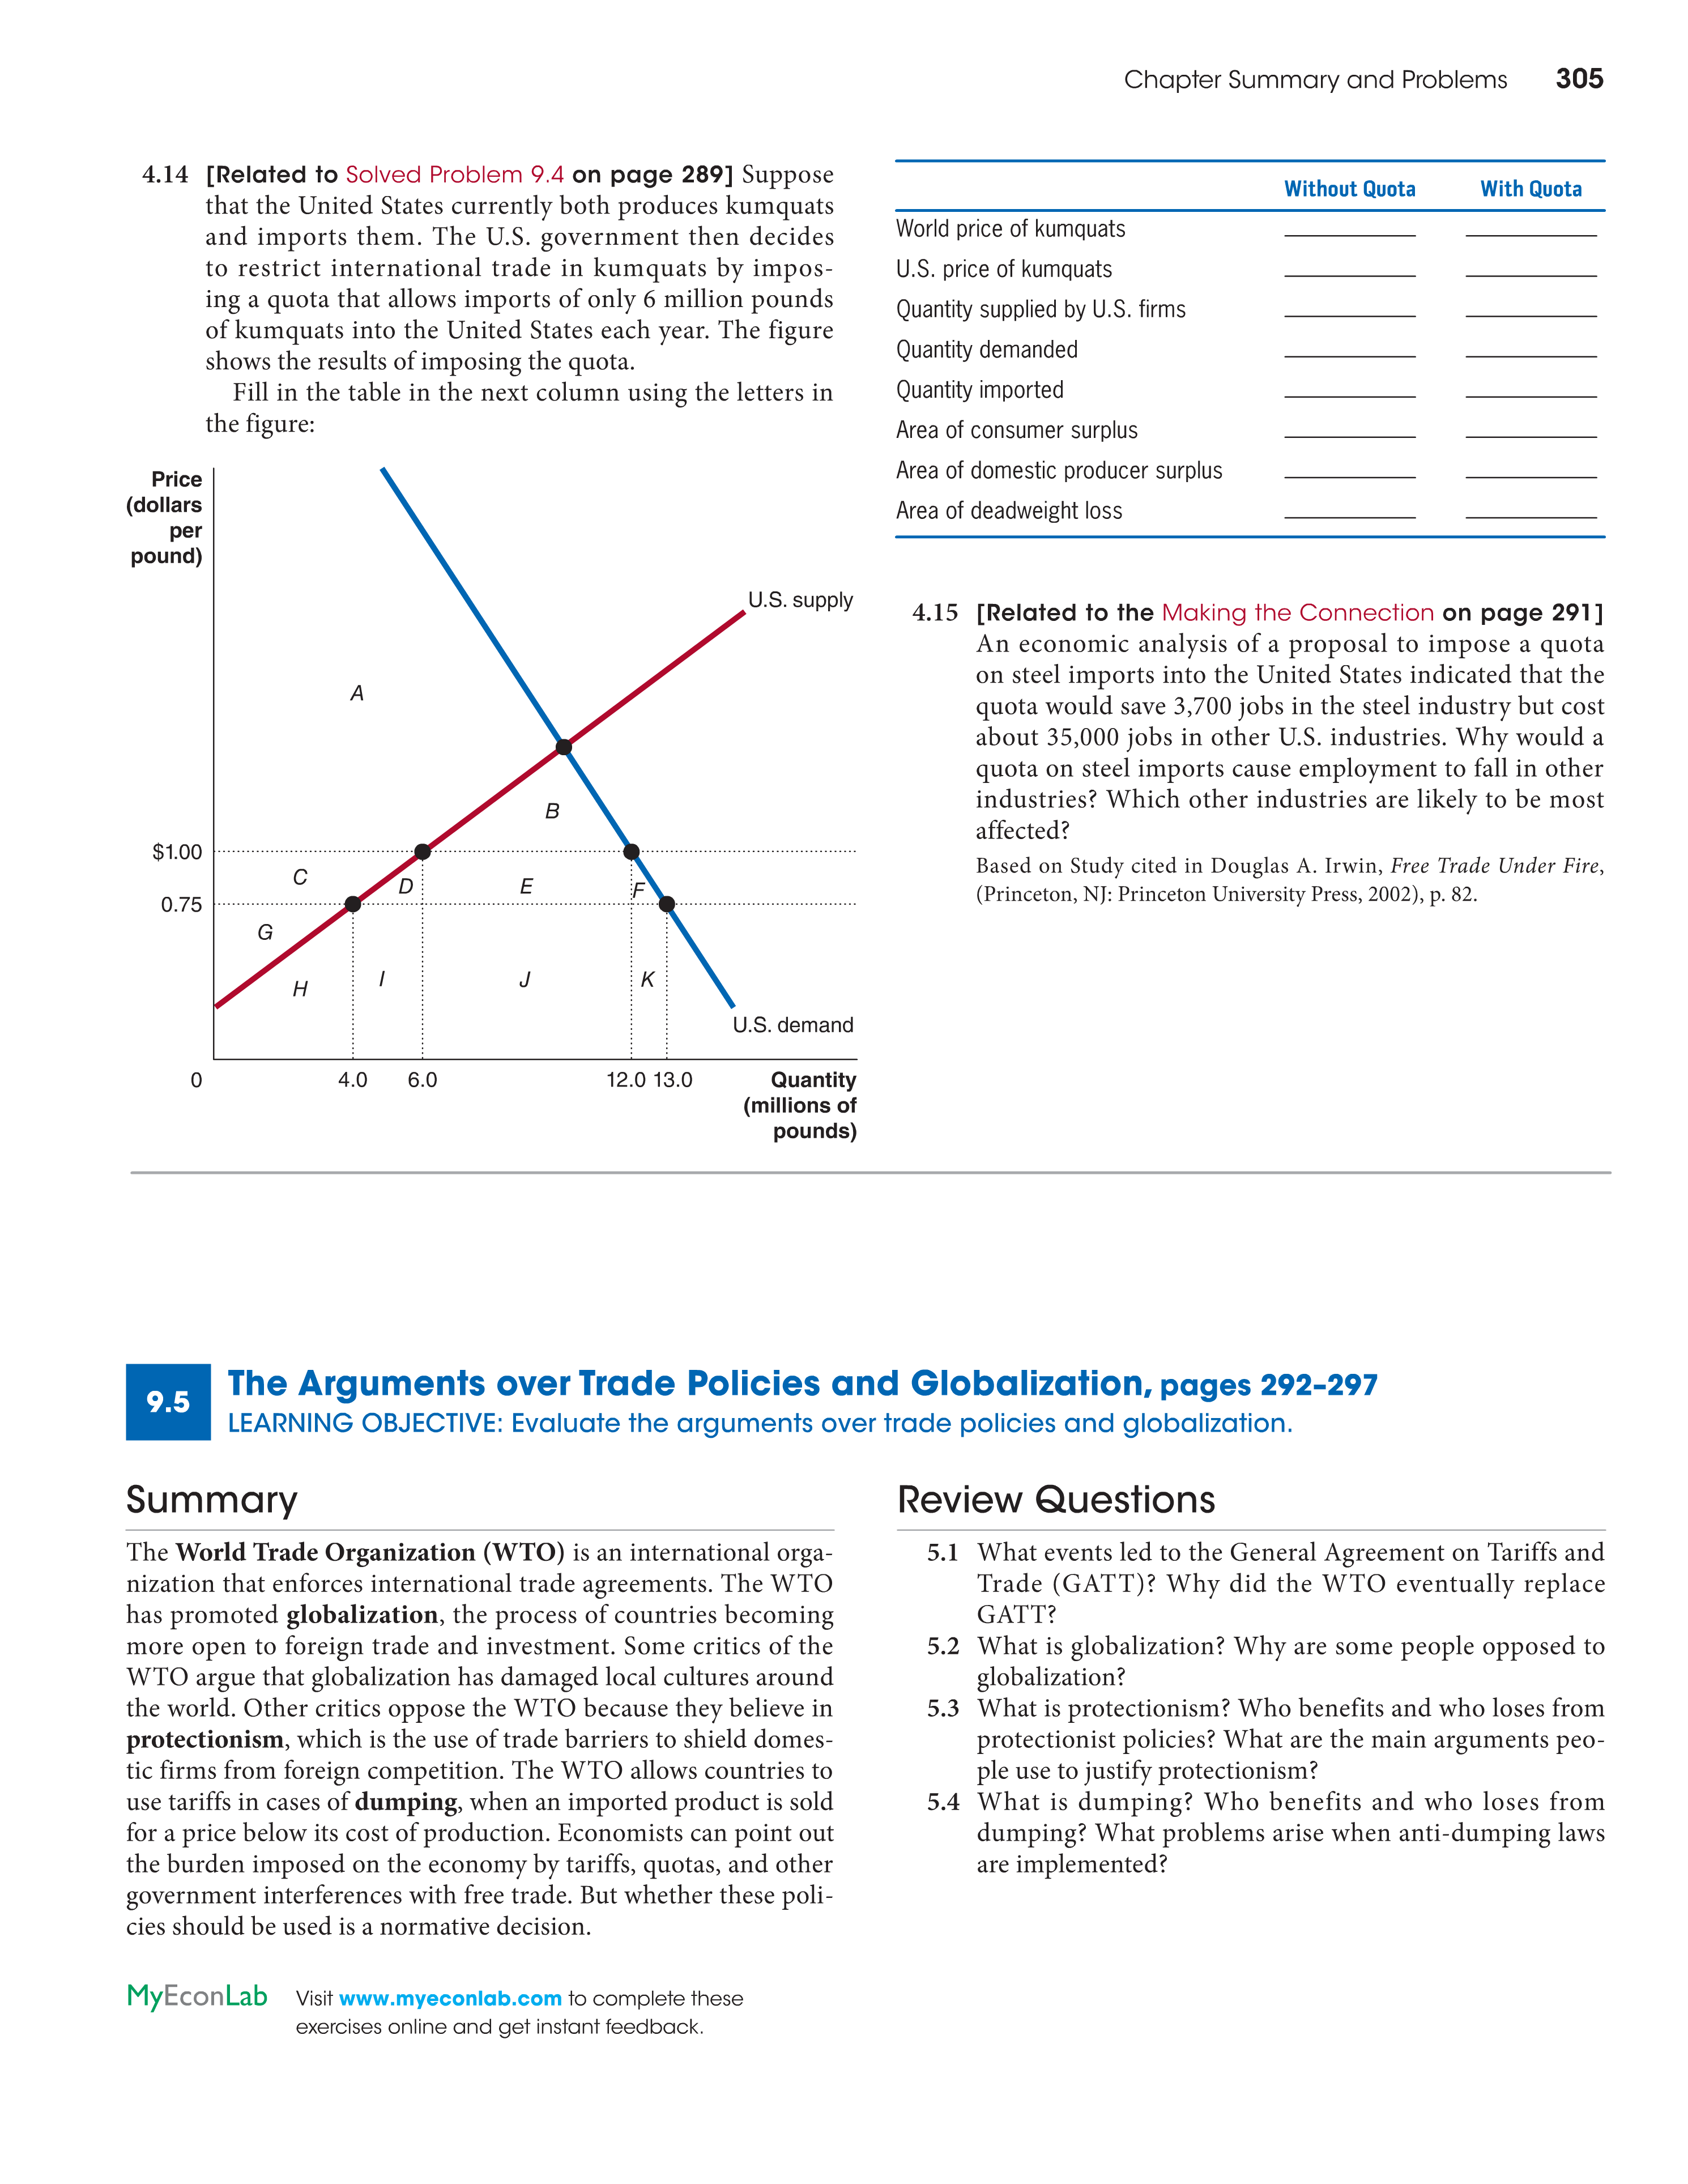 Chapter Summary and Problems 305
4.14 [Related to Solved Problem 9.4 on page 289] Suppose
that the United States currently both produces kumquats
and imports them. The U.S. government then decides
to restrict international trade in kumquats by impos-
ing a quota that allows imports of only 6 million pounds
of kumquats into the United States each year. The figure
shows the results of imposing the quota.
Fill in the table in the next column using the letters in
the figure:
Price
(dollars
per
pound)
U.S. supply
A
B
$1.00
C
D
E
F
0.75
G
H
I
J
K
U.S. demand
0
4.0
6.0
12.0
13.0
Quantity
(millions of
pounds)
Without Quota With Quota
World price of kumquats
U.S. price of kumquats
Quantity supplied by U.S. firms
Quantity demanded
Quantity imported
Area of consumer surplus
Area of domestic producer surplus
Area of deadweight loss
4.15 [Related to the Making the Connection on page 291]
An economic analysis of a proposal to impose a quota
on steel imports into the United States indicated that the
quota would save 3,700 jobs in the steel industry but cost
about 35,000 jobs in other U.S. industries. Why would a
quota on steel imports cause employment to fall in other
industries? Which other industries are likely to be most
affected?
Based on Study cited in Douglas A. Irwin, Free Trade Under Fire,
(Princeton, NJ: Princeton University Press, 2002), p. 82.
9.5 The Arguments over Trade Policies and Globalization, pages 292–297
LEARNING OBJECTIVE: Evaluate the arguments over trade policies and globalization.
Summary
The World Trade Organization (WTO) is an international orga-
nization that enforces international trade agreements. The WTO
has promoted globalization, the process of countries becoming
more open to foreign trade and investment. Some critics of the
WTO argue that globalization has damaged local cultures around
the world. Other critics oppose the WTO because they believe in
protectionism, which is the use of trade barriers to shield domes-
tic firms from foreign competition. The WTO allows countries to
use tariffs in cases of dumping, when an imported product is sold
for a price below its cost of production. Economists can point out
the burden imposed on the economy by tariffs, quotas, and other
government interferences with free trade. But whether these poli-
cies should be used is a normative decision.
MyEconLab Visit www.myeconlab.com to complete these
exercises online and get instant feedback.
Review Questions
5.1 What events led to the General Agreement on Tariffs and
Trade (GATT)? Why did the WTO eventually replace
GATT?
5.2 What is globalization? Why are some people opposed to
globalization?
5.3 What is protectionism? Who benefits and who loses from
protectionist policies? What are the main arguments peo-
ple use to justify protectionism?
5.4 What is dumping? Who benefits and who loses from
dumping? What problems arise when anti-dumping laws
are implemented?